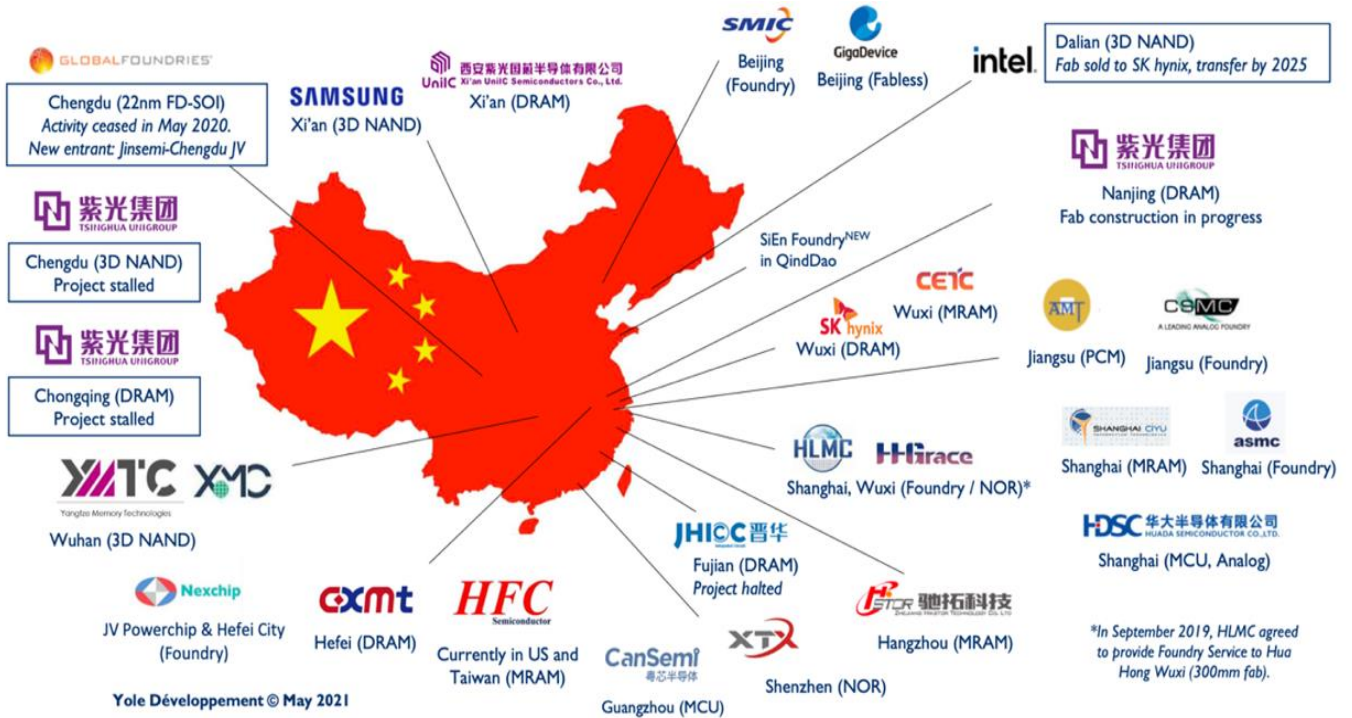 GLOBALFOUNDRIES
Chengdu (22nm FD-SOI)
Activity ceased in May 2020.
New entrant: Jinsemi-Chengdu JV
SAMSUNG
Xi'an (3D NAND)
UnilC
西安紫光国芯半导体有限公司
Xi'an UnilC Semiconductors Co., Ltd.
Xi'an (DRAM)
SMIC
Beijing
(Foundry)
GigaDevice
Beijing (Fabless)
intel.
Dalian (3D NAND)
Fab sold to SK hynix, transfer by 2025
紫光集团
TSINGHUA UNIGROUP
Nanjing (DRAM)
Fab construction in progress
紫光集团
TSINGHUA UNIGROUP
Chengdu (3D NAND)
Project stalled
紫光集团
TSINGHUA UNIGROUP
Chongqing (DRAM)
Project stalled
SiEn Foundry NEW
in QindDao
CETC
Wuxi (MRAM)
SK hynix
Wuxi (DRAM)
AMT
Jiangsu (PCM)
CSMC
A LEADING ANALOG FOUNDRY
Jiangsu (Foundry)
YMTC
Yangtze Memory Technologies
XMC
Wuhan (3D NAND)
HLMC
HHGrace
Shanghai, Wuxi (Foundry / NOR)*
SHANGHAI CIYU
Shanghai (MRAM)
asmc
Shanghai (Foundry)
HDSC
华大半导体有限公司
HUADA SEMICONDUCTOR CO.,LTD.
Shanghai (MCU, Analog)
JHICC 晋华
Fujian (DRAM)
Project halted
Nexchip
JV Powerchip & Hefei City
(Foundry)
cxmt
Hefei (DRAM)
HFC
Semiconductor
Currently in US and
Taiwan (MRAM)
CanSemi
粤芯半导体
Guangzhou (MCU)
XTX
Shenzhen (NOR)
HSTOR 驰拓科技
ZHEJIANG HIKSTOR TECHNOLOGY CO. LTD
Hangzhou (MRAM)
*In September 2019, HLMC agreed
to provide Foundry Service to Hua
Hong Wuxi (300mm fab).
Yole Développement © May 2021